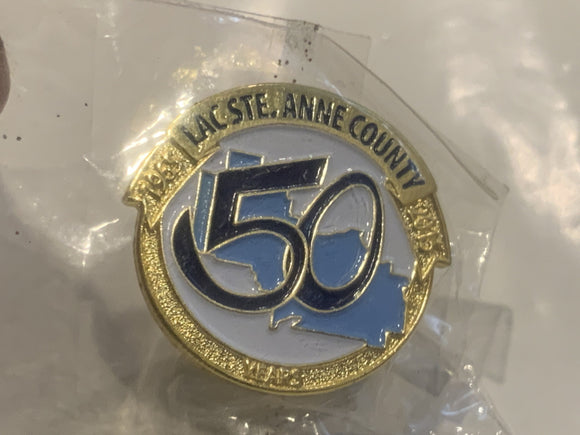 LAC STE. ANNE COUNTY
50
YEARS